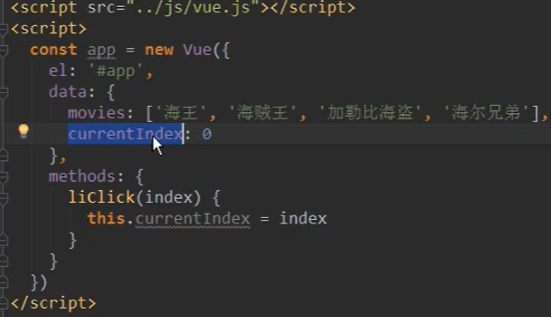 <script src="../js/vue.js"></script>
<script>
const app = new Vue({
el: '#app',
data: {
movies: ['海王', '海贼王', '加勒比海盗', '海尔兄弟'],
currentIndex: 0
},
methods: {
liClick(index) {
this.currentIndex = index
}
}
})
</script>